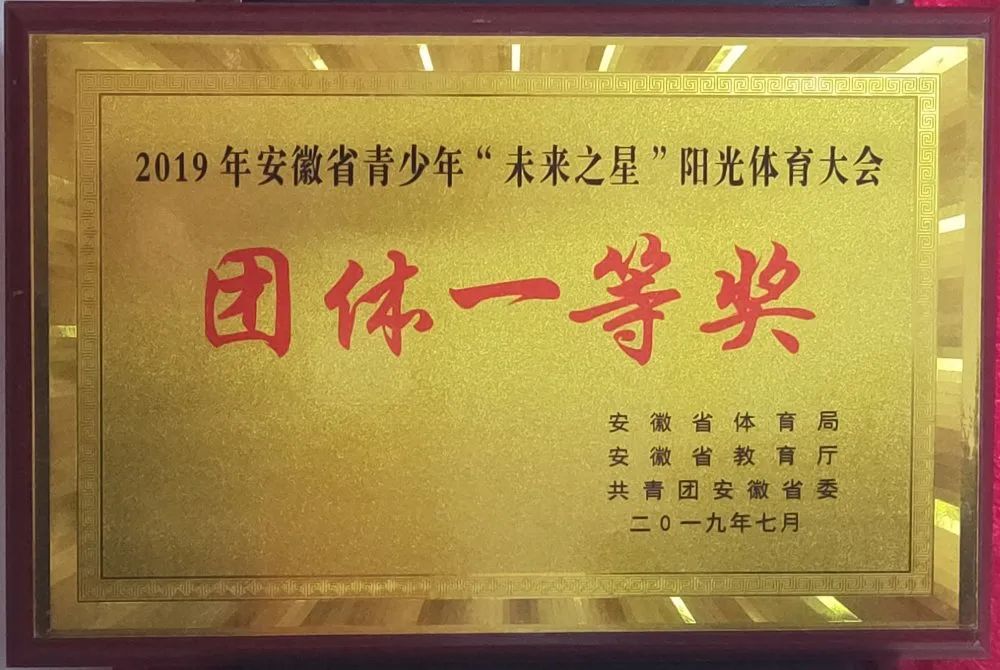 2019年安徽省青少年“未来之星”阳光体育大会
团体一等奖
安徽省体育局
安徽省教育厅
共青团安徽省委
二0一九年七月